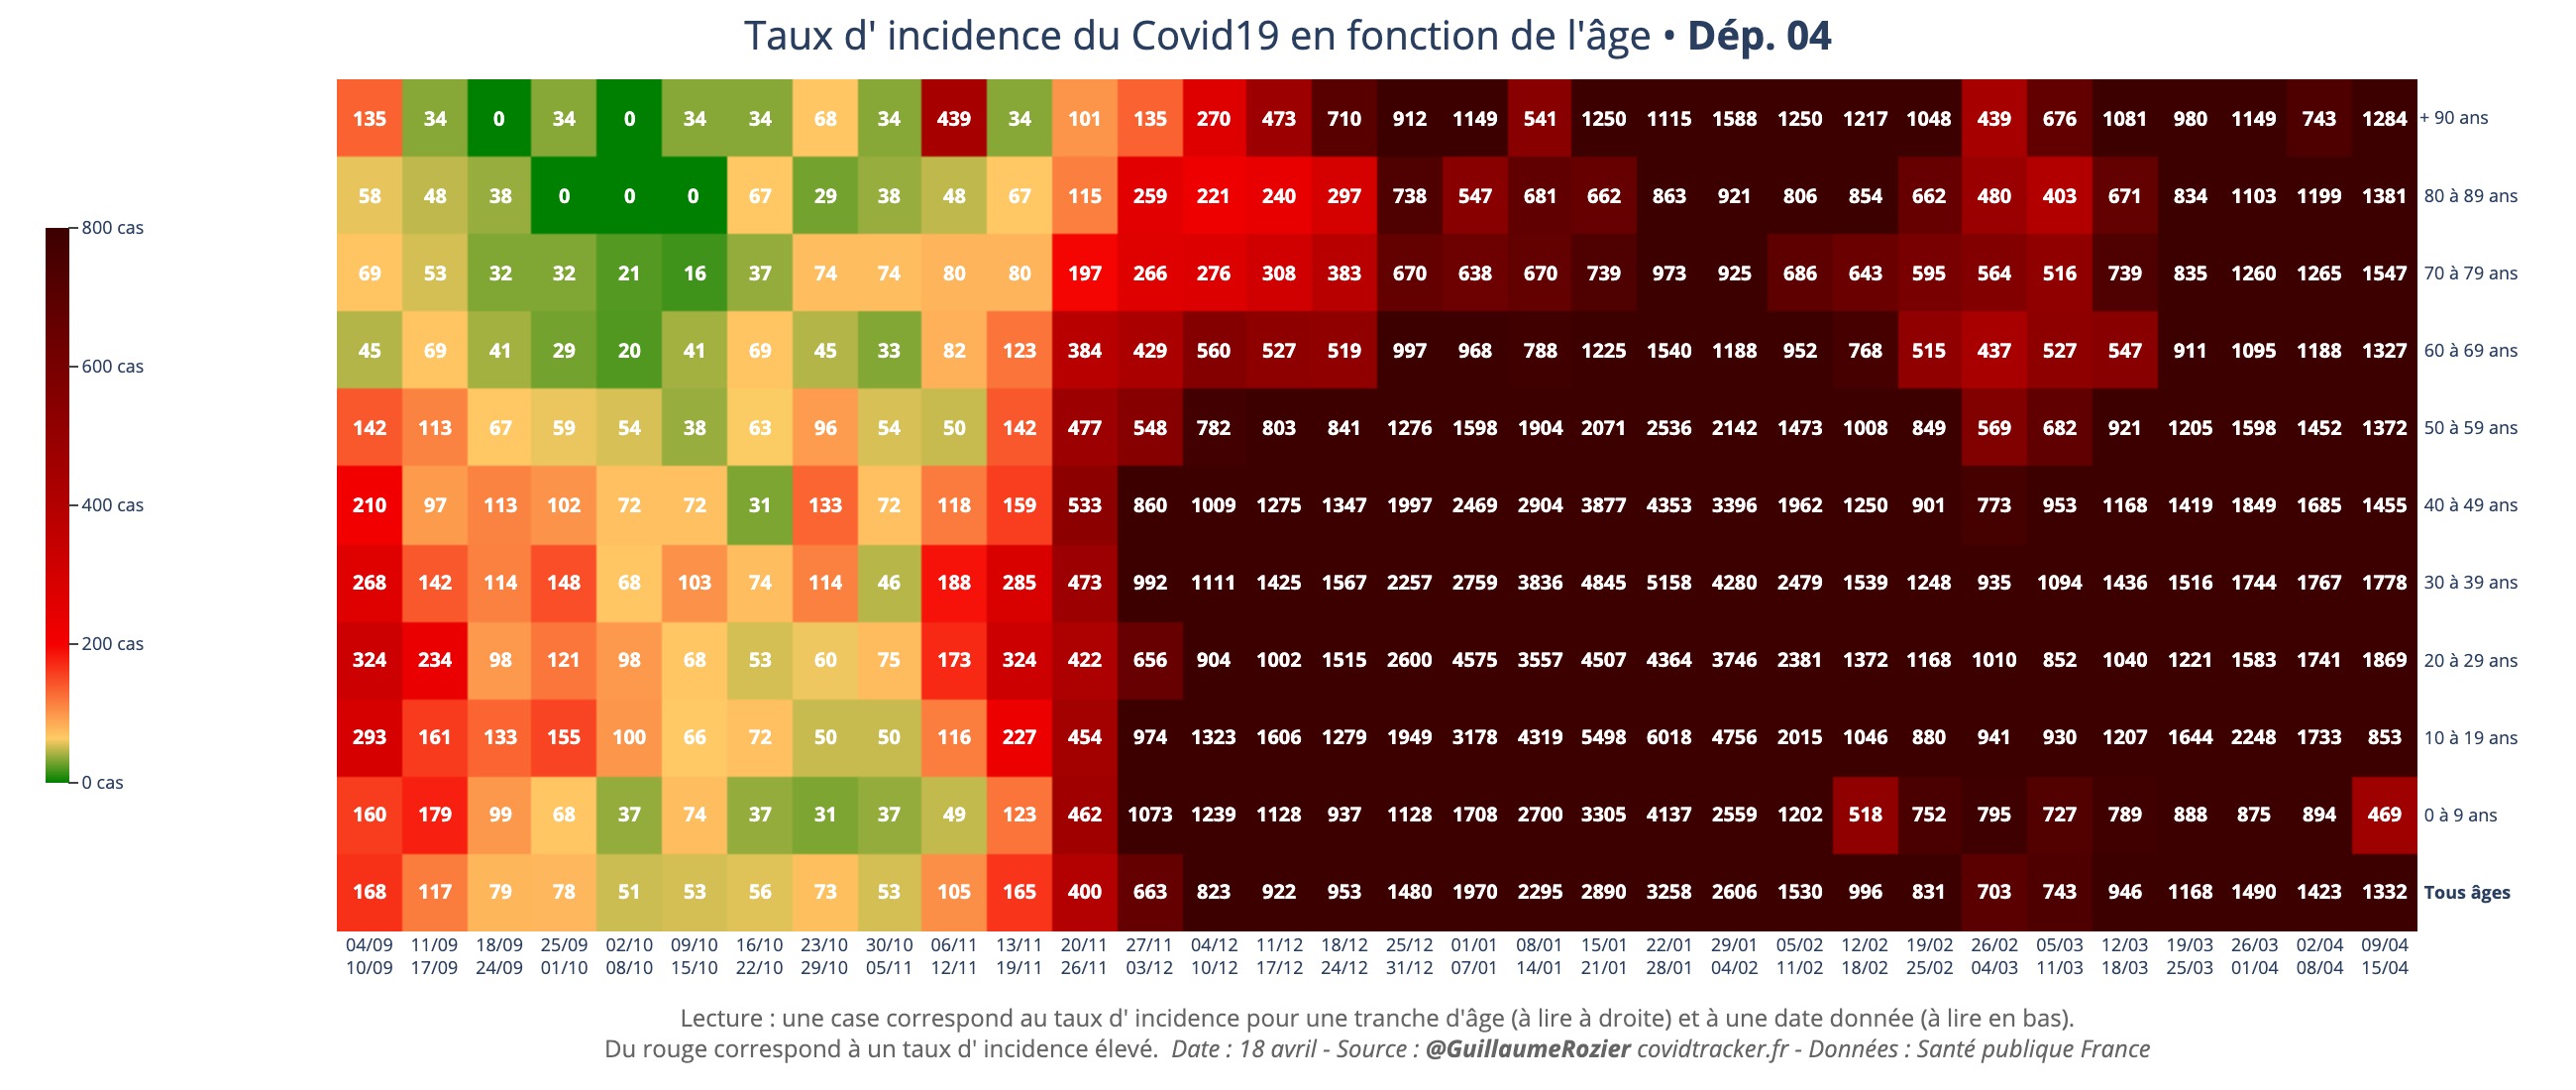 Taux d' incidence du Covid19 en fonction de l'âge • Dép. 04
800 cas
600 cas
400 cas
200 cas
0 cas
135 34 0 34 0 34 34 68 34 439 34 101 135 270 473 710 912 1149 541 1250 1115 1588 1250 1217 1048 439 676 1081 980 1149 743 1284 + 90 ans
58 48 38 0 0 0 67 29 38 48 67 115 259 221 240 297 738 547 681 662 863 921 806 854 662 480 403 671 834 1103 1199 1381 80 à 89 ans
69 53 32 32 21 16 37 74 74 80 80 197 266 276 308 383 670 638 670 739 973 925 686 643 595 564 516 739 835 1260 1265 1547 70 à 79 ans
45 69 41 29 20 41 69 45 33 82 123 384 429 560 527 519 997 968 788 1225 1540 1188 952 768 515 437 527 547 911 1095 1188 1327 60 à 69 ans
142 113 67 59 54 38 63 96 54 50 142 477 548 782 803 841 1276 1598 1904 2071 2536 2142 1473 1008 849 569 682 921 1205 1598 1452 1372 50 à 59 ans
210 97 113 102 72 72 31 133 72 118 159 533 860 1009 1275 1347 1997 2469 2904 3877 4353 3396 1962 1250 901 773 953 1168 1419 1849 1685 1455 40 à 49 ans
268 142 114 148 68 103 74 114 46 188 285 473 992 1111 1425 1567 2257 2759 3836 4845 5158 4280 2479 1539 1248 935 1094 1436 1516 1744 1767 1778 30 à 39 ans
324 234 98 121 98 68 53 60 75 173 324 422 656 904 1002 1515 2600 4575 3557 4507 4364 3746 2381 1372 1168 1010 852 1040 1221 1583 1741 1869 20 à 29 ans
293 161 133 155 100 66 72 50 50 116 227 454 974 1323 1606 1279 1949 3178 4319 5498 6018 4756 2015 1046 880 941 930 1207 1644 2248 1733 853 10 à 19 ans
160 179 99 68 37 74 37 31 37 49 123 462 1073 1239 1128 937 1128 1708 2700 3305 4137 2559 1202 518 752 795 727 789 888 875 894 469 0 à 9 ans
168 117 79 78 51 53 56 73 53 105 165 400 663 823 922 953 1480 1970 2295 2890 3258 2606 1530 996 831 703 743 946 1168 1490 1423 1332 Tous âges
04/09 11/09 18/09 25/09 02/10 09/10 16/10 23/10 30/10 06/11 13/11 20/11 27/11 04/12 11/12 18/12 25/12 01/01 08/01 15/01 22/01 29/01 05/02 12/02 19/02 26/02 05/03 12/03 19/03 26/03 02/04 09/04
10/09 17/09 24/09 01/10 08/10 15/10 22/10 29/10 05/11 12/11 19/11 26/11 03/12 10/12 17/12 24/12 31/12 07/01 14/01 21/01 28/01 04/02 11/02 18/02 25/02 04/03 11/03 18/03 25/03 01/04 08/04 15/04
Lecture : une case correspond au taux d' incidence pour une tranche d'âge (à lire à droite) et à une date donnée (à lire en bas).
Du rouge correspond à un taux d' incidence élevé. Date : 18 avril - Source : @GuillaumeRozier covidtracker.fr - Données : Santé publique France